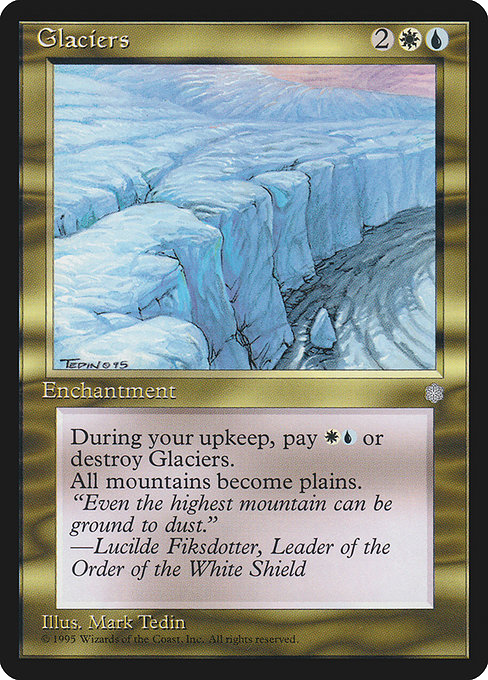 Glaciers 2
TEDIN © 95
Enchantment
During your upkeep, pay or
destroy Glaciers.
All mountains become plains.
“Even the highest mountain can be
ground to dust.”
—Lucilde Fiksdotter, Leader of the
Order of the White Shield
Illus. Mark Tedin
© 1995 Wizards of the Coast, Inc. All rights reserved.